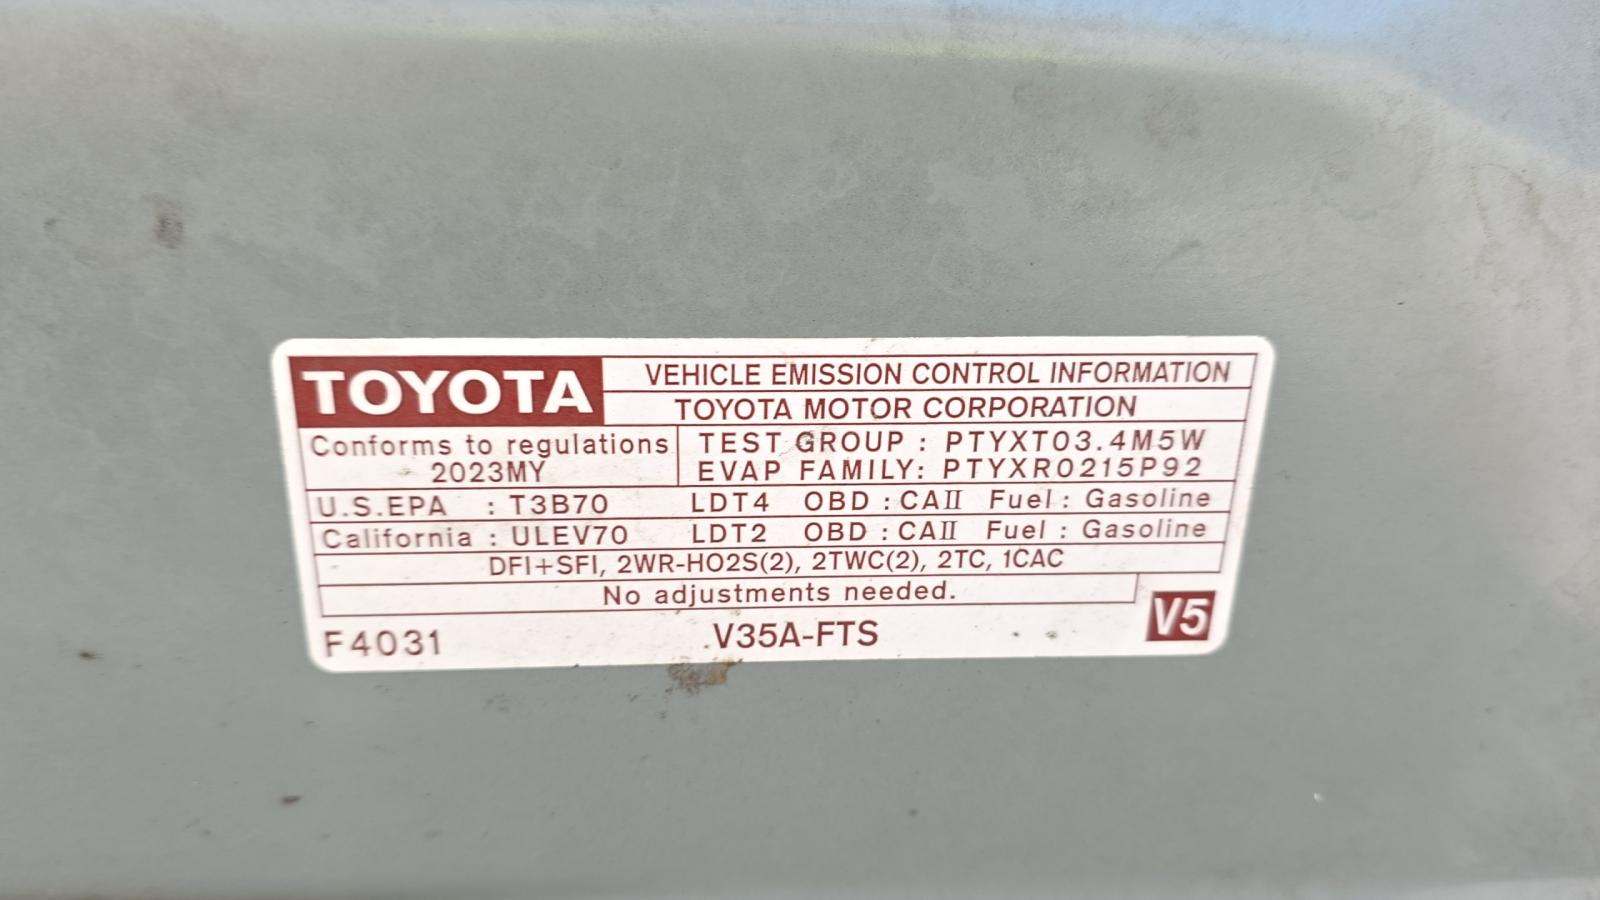 TOYOTA
VEHICLE EMISSION CONTROL INFORMATION
TOYOTA MOTOR CORPORATION
Conforms to regulations
2023MY
TEST GROUP : PTYXT03.4M5W
EVAP FAMILY: PTYXR0215P92
U.S.EPA : T3B70 LDT4 OBD : CAII Fuel : Gasoline
California : ULEV70 LDT2 OBD : CAII Fuel : Gasoline
DFI+SFI, 2WR-HO2S(2), 2TWC(2), 2TC, 1CAC
No adjustments needed.
F4031
V35A-FTS
V5